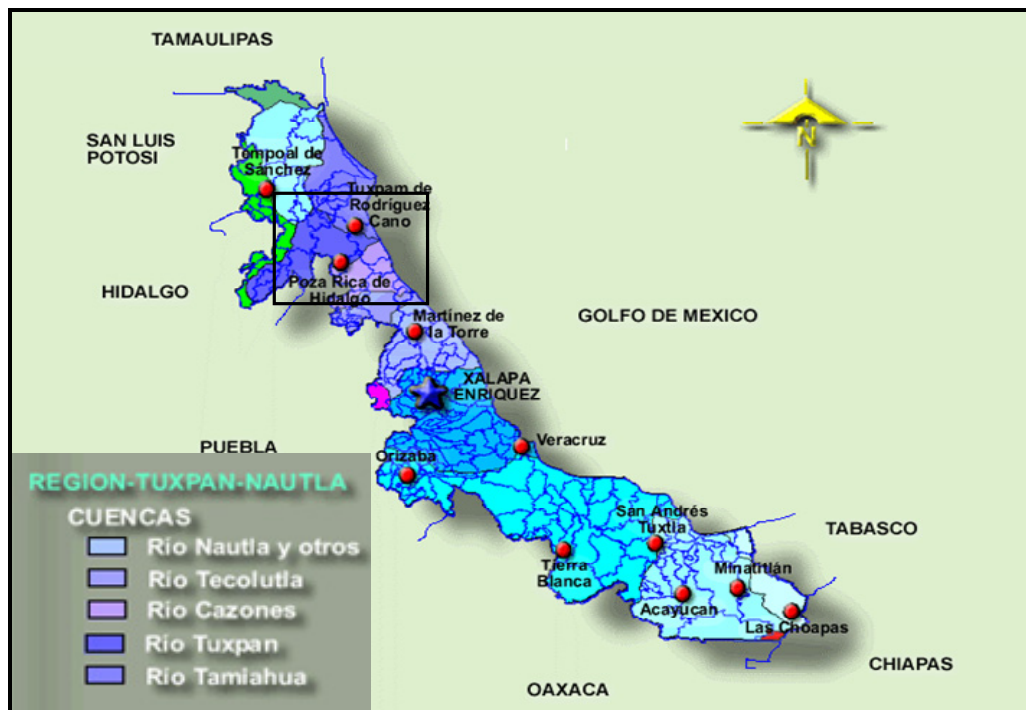 TAMAULIPAS
SAN LUIS
POTOSI
Tempoal de
Sánchez
Tuxpam de
Rodríguez
Cano
N
HIDALGO
Poza Rica de
Hidalgo
Martínez de
la Torre
GOLFO DE MEXICO
XALAPA
ENRIQUEZ
PUEBLA
Orizaba
Veracruz
REGION-TUXPAN-NAUTLA
CUENCAS
Río Nautla y otros
Río Tecolutla
Río Cazones
Río Tuxpan
Río Tamiahua
San Andrés
Tuxtla
TABASCO
Tierra
Blanca
Minatitlán
Acayucan
Las Choapas
CHIAPAS
OAXACA